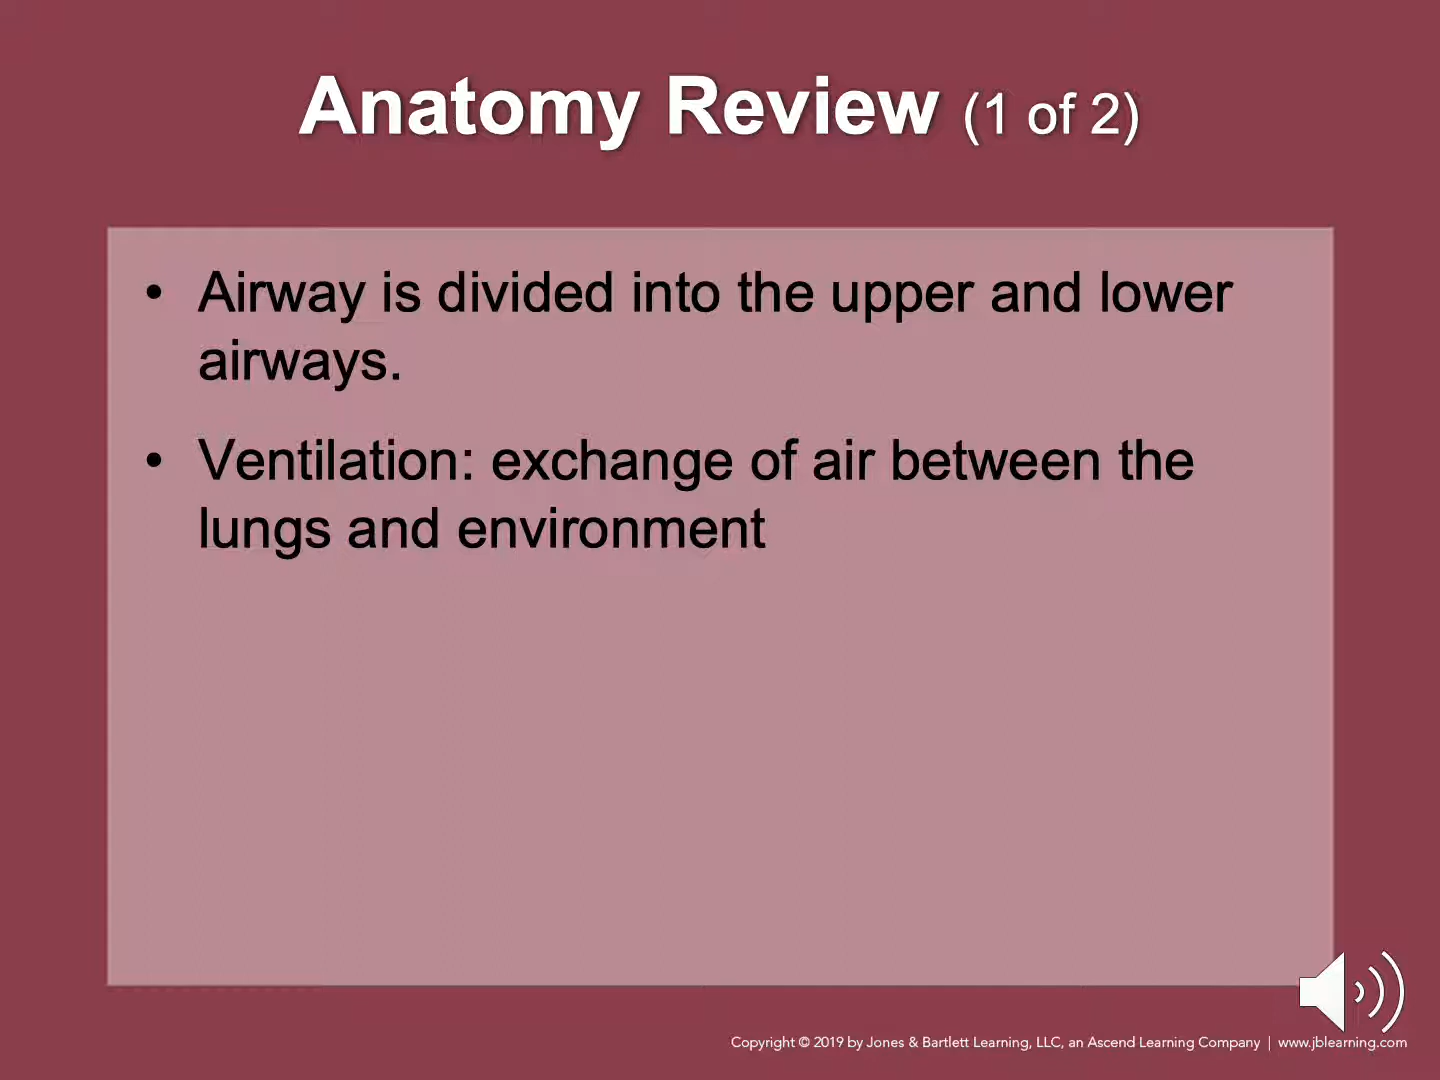 Anatomy Review (1 of 2)
• Airway is divided into the upper and lower
airways.
• Ventilation: exchange of air between the
lungs and environment
Copyright © 2019 by Jones & Bartlett Learning, LLC, an Ascend Learning Company | www.jblearning.com